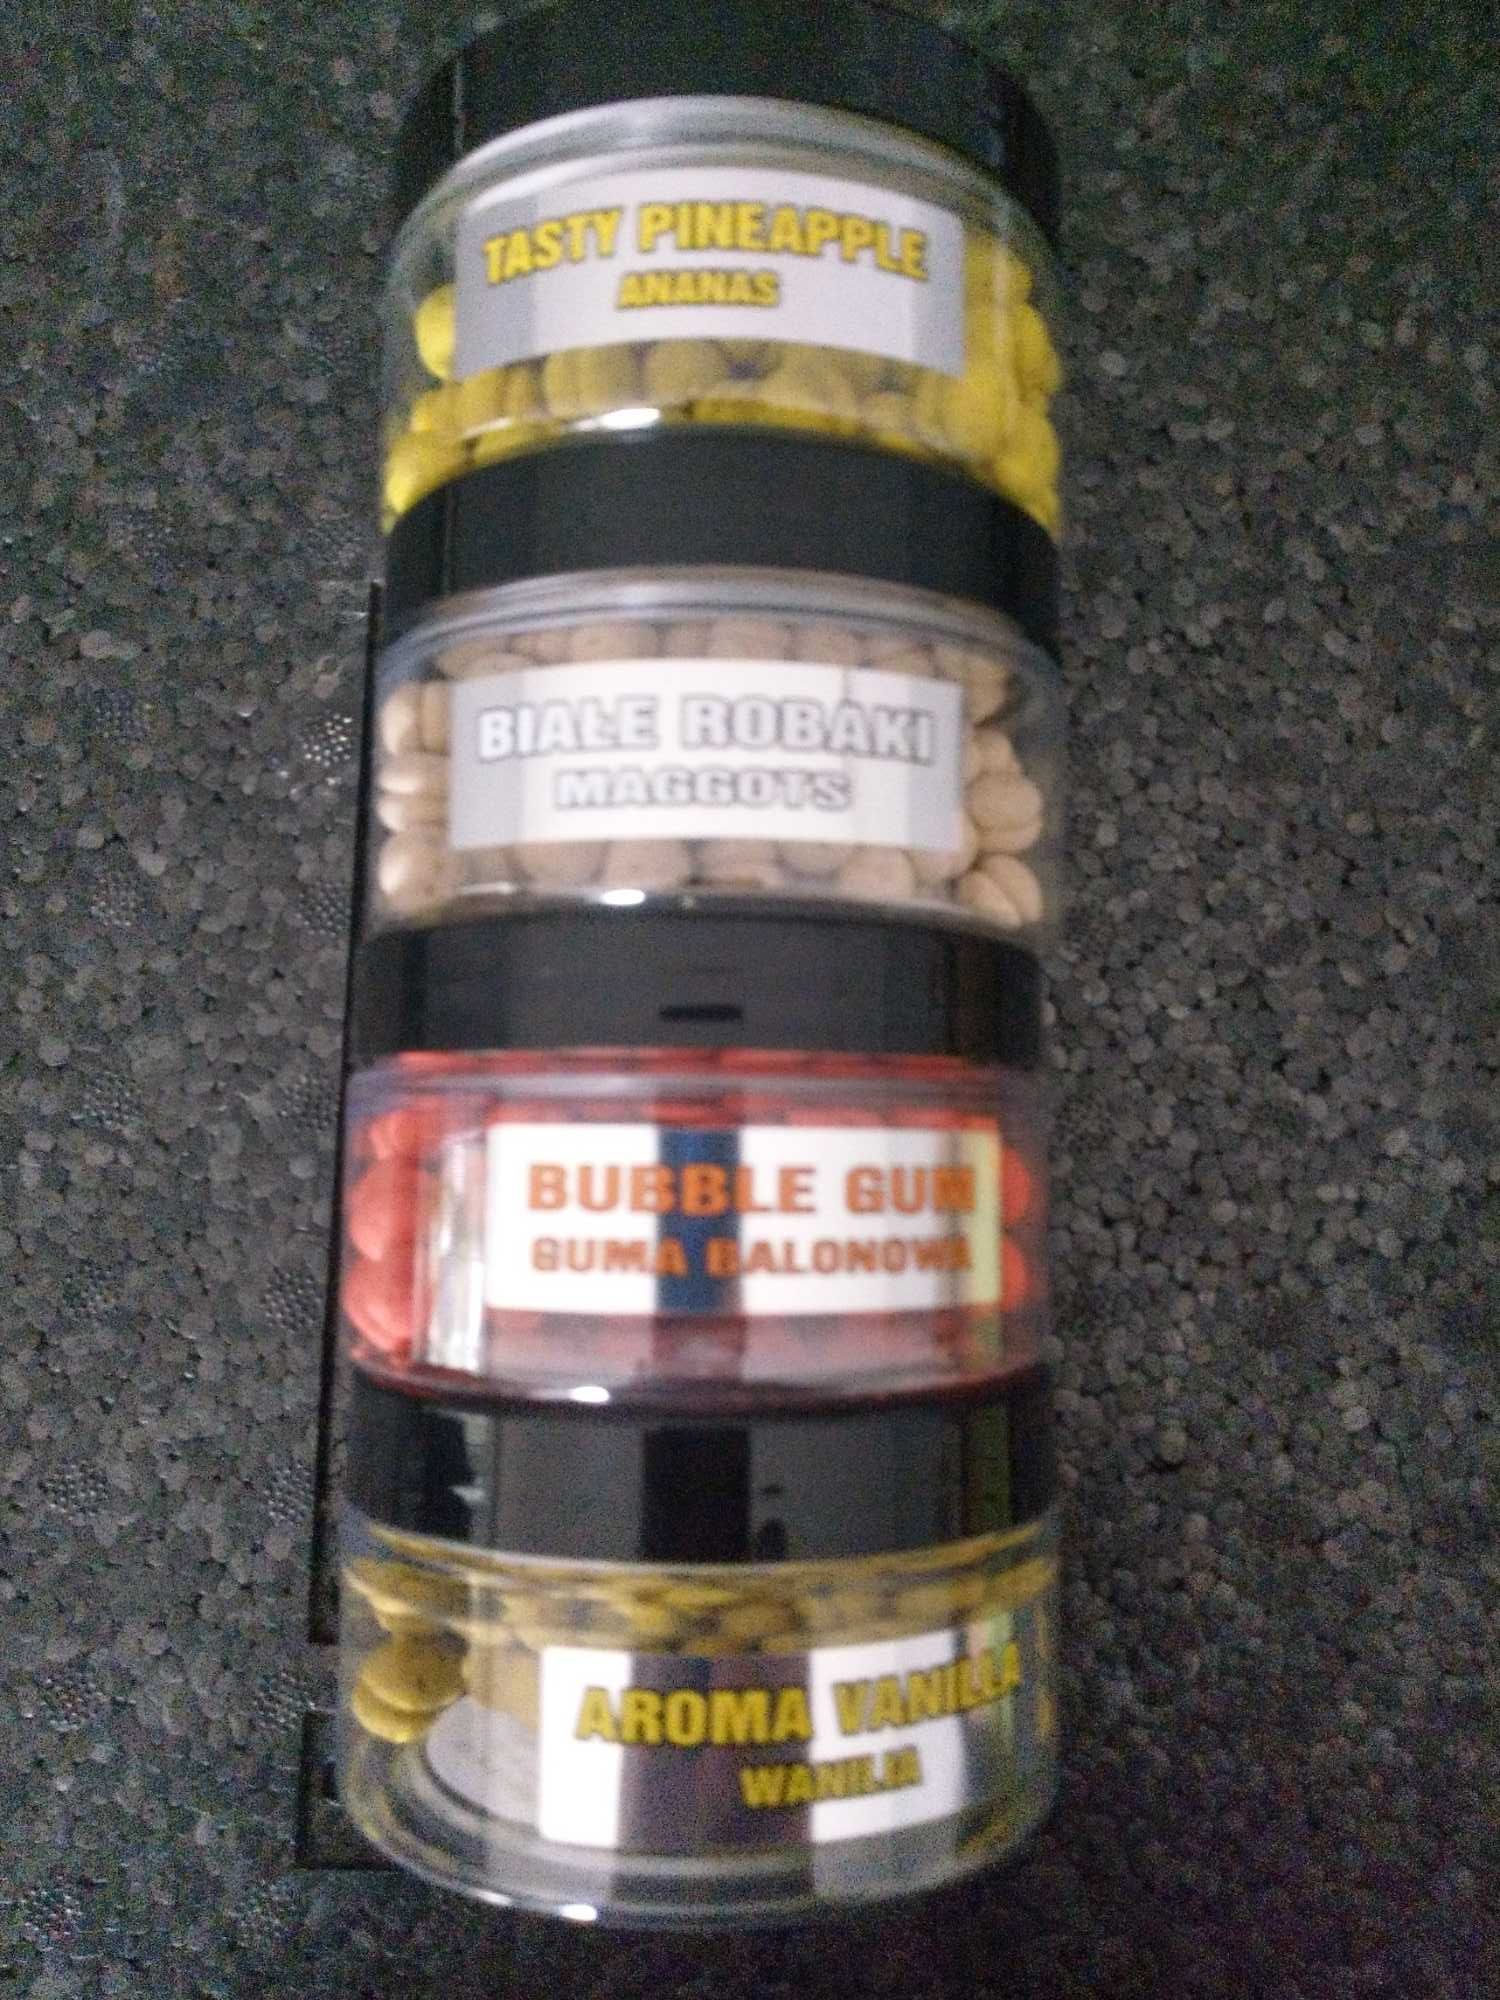 TASTY PINEAPPLE
ANANAS
BIAŁE ROBAKI
MAGGOTS
BUBBLE GUM
GUMA BALONOWA
AROMA VANILLA
WANILIA